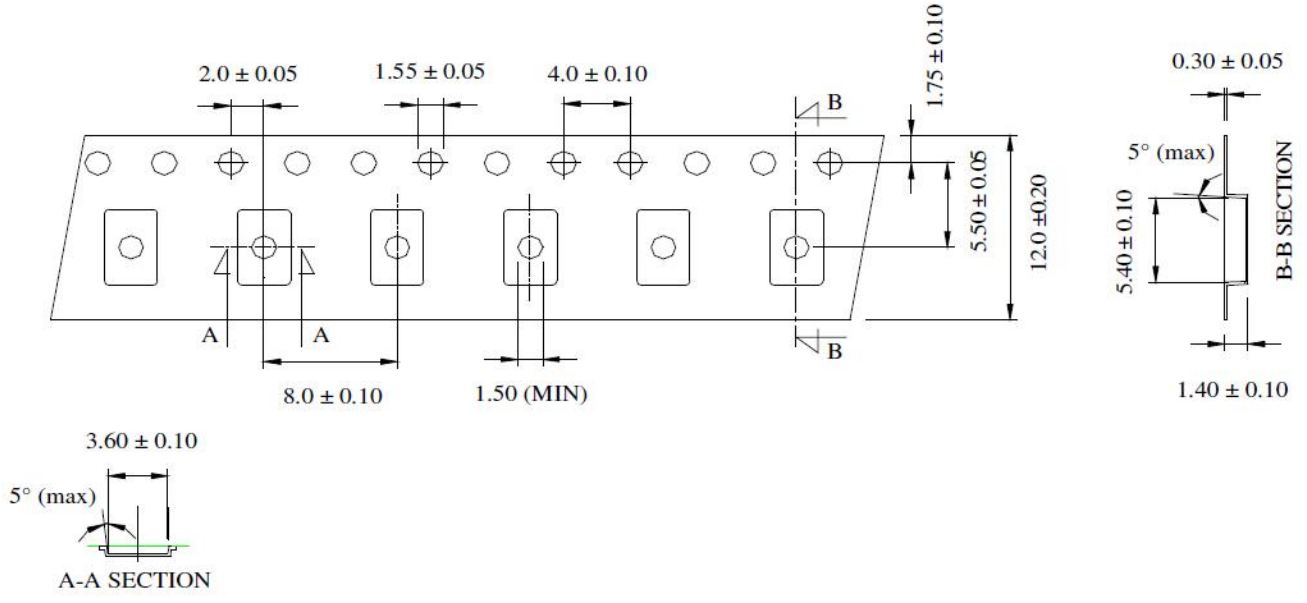 2.0 ± 0.05
1.55 ± 0.05
4.0 ± 0.10
1.75 ± 0.10
0.30 ± 0.05
B
5° (max)
5.50 ± 0.05
12.0 ±0.20
5.40 ± 0.10
B-B SECTION
A
A
B
8.0 ± 0.10
1.50 (MIN)
1.40 ± 0.10
3.60 ± 0.10
5° (max)
A-A SECTION